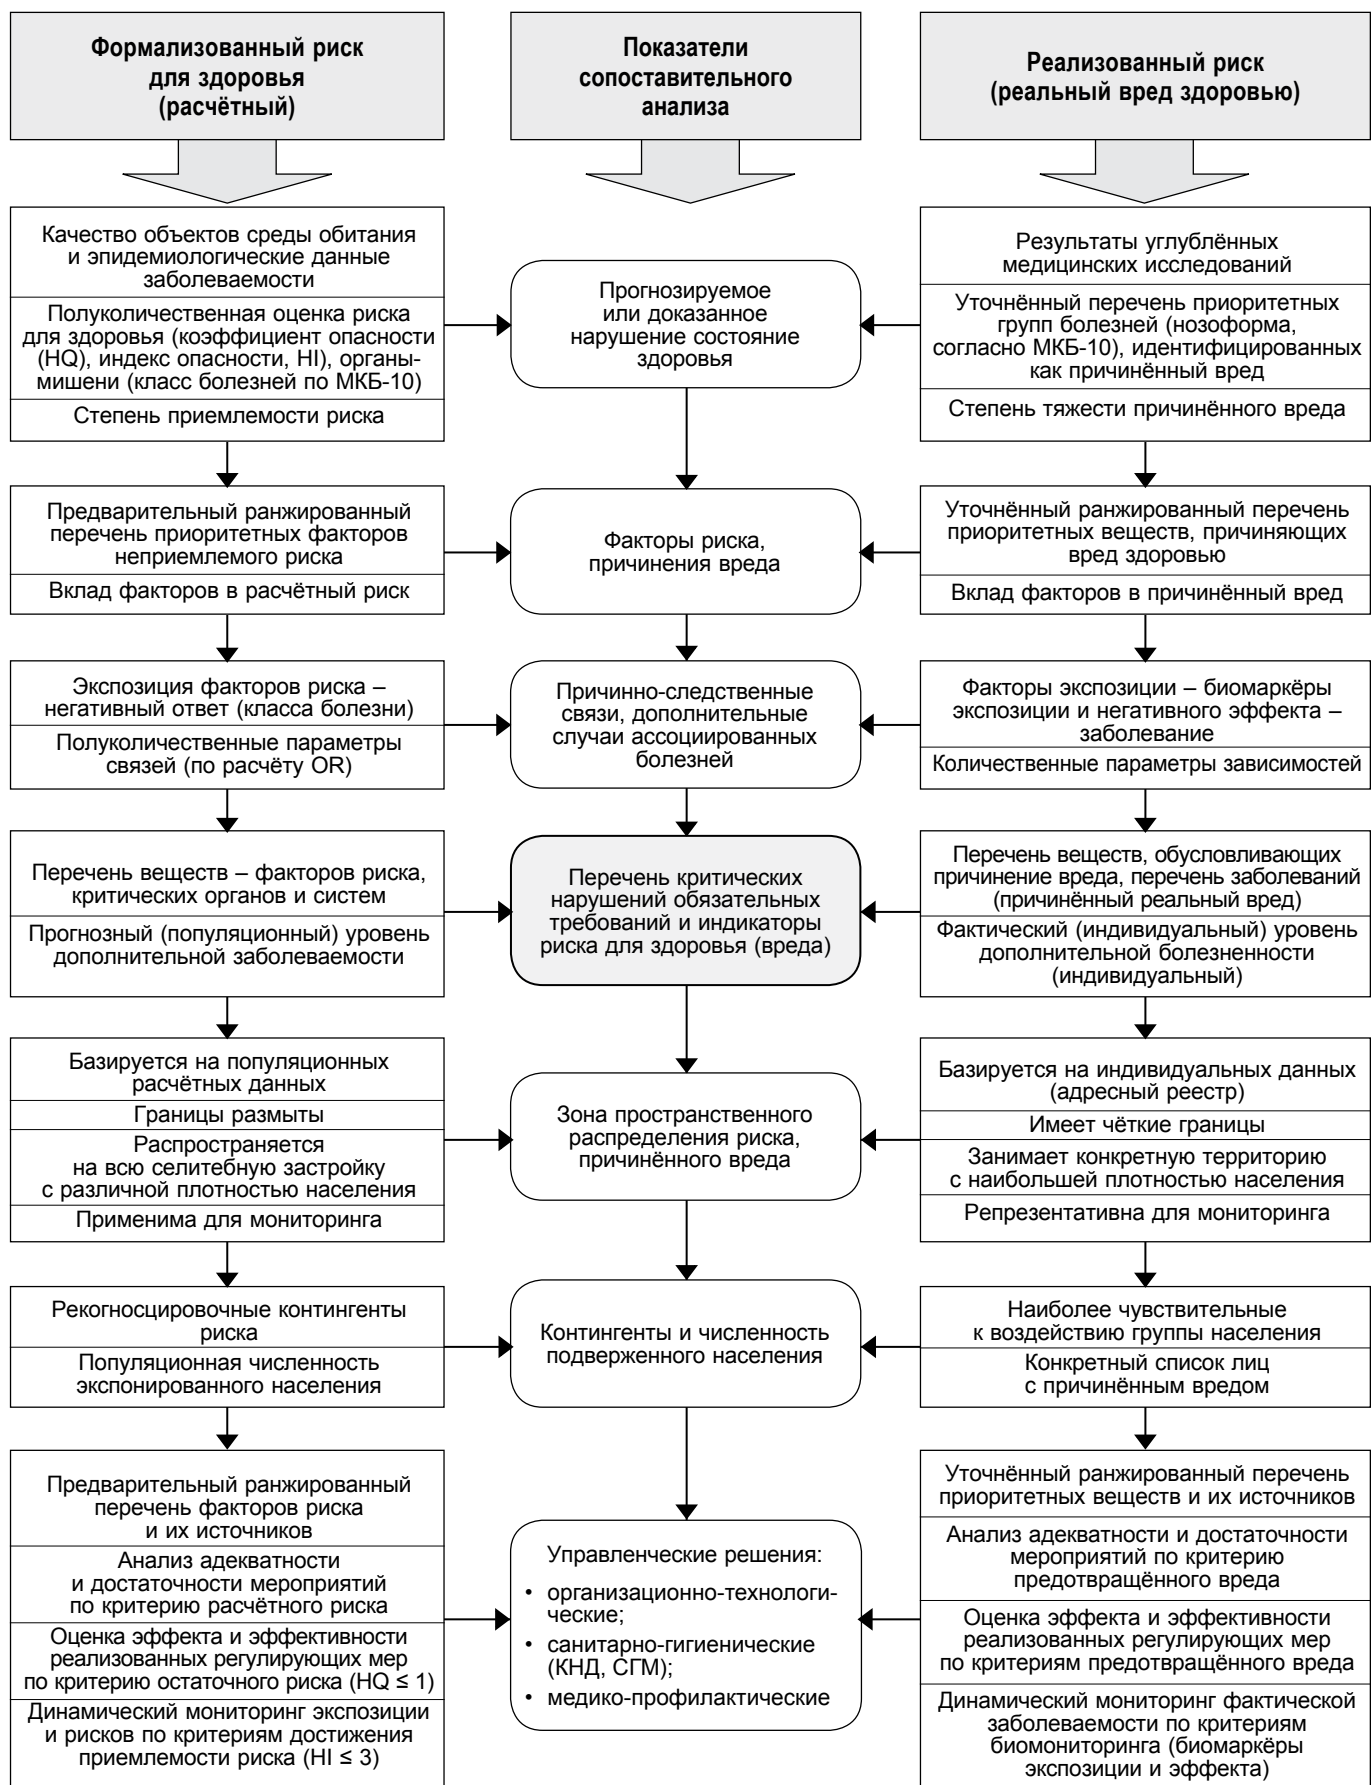 Формализованный риск
для здоровья
(расчётный)
Показатели
сопоставительного
анализа
Реализованный риск
(реальный вред здоровью)
Качество объектов среды обитания
и эпидемиологические данные
заболеваемости
Полуколичественная оценка риска
для здоровья (коэффициент опасности
(HQ), индекс опасности, HI), органы-
мишени (класс болезней по МКБ-10)
Степень приемлемости риска
Прогнозируемое
или доказанное
нарушение состояние
здоровья
Результаты углублённых
медицинских исследований
Уточнённый перечень приоритетных
групп болезней (нозоформа,
согласно МКБ-10), идентифицированных
как причинённый вред
Степень тяжести причинённого вреда
Предварительный ранжированный
перечень приоритетных факторов
неприемлемого риска
Вклад факторов в расчётный риск
Факторы риска,
причинения вреда
Уточнённый ранжированный перечень
приоритетных веществ, причиняющих
вред здоровью
Вклад факторов в причинённый вред
Экспозиция факторов риска –
негативный ответ (класса болезни)
Полуколичественные параметры
связей (по расчёту OR)
Причинно-следственные
связи, дополнительные
случаи ассоциированных
болезней
Факторы экспозиции – биомаркёры
экспозиции и негативного эффекта –
заболевание
Количественные параметры зависимостей
Перечень веществ – факторов риска,
критических органов и систем
Прогнозный (популяционный) уровень
дополнительной заболеваемости
Перечень критических
нарушений обязательных
требований и индикаторы
риска для здоровья (вреда)
Перечень веществ, обусловливающих
причинение вреда, перечень заболеваний
(причинённый реальный вред)
Фактический (индивидуальный) уровень
дополнительной болезненности
(индивидуальный)
Базируется на популяционных
расчётных данных
Границы размыты
Распространяется
на всю селитебную застройку
с различной плотностью населения
Применима для мониторинга
Зона пространственного
распределения риска,
причинённого вреда
Базируется на индивидуальных данных
(адресный реестр)
Имеет чёткие границы
Занимает конкретную территорию
с наибольшей плотностью населения
Репрезентативна для мониторинга
Рекогносцировочные контингенты
риска
Популяционная численность
экспонированного населения
Контингенты и численность
подверженного населения
Наиболее чувствительные
к воздействию группы населения
Конкретный список лиц
с причинённым вредом
Предварительный ранжированный
перечень факторов риска
и их источников
Анализ адекватности
и достаточности мероприятий
по критерию расчётного риска
Оценка эффекта и эффективности
реализованных регулирующих мер
по критерию остаточного риска (HQ ≤ 1)
Динамический мониторинг экспозиции
и рисков по критериям достижения
приемлемости риска (HI ≤ 3)
Управленческие решения:
• организационно-технологи-
ческие;
• санитарно-гигиенические
(КНД, СГМ);
• медико-профилактические
Уточнённый ранжированный перечень
приоритетных веществ и их источников
Анализ адекватности и достаточности
мероприятий по критерию
предотвращённого вреда
Оценка эффекта и эффективности
реализованных регулирующих мер
по критериям предотвращённого вреда
Динамический мониторинг фактической
заболеваемости по критериям
биомониторинга (биомаркёры
экспозиции и эффекта)